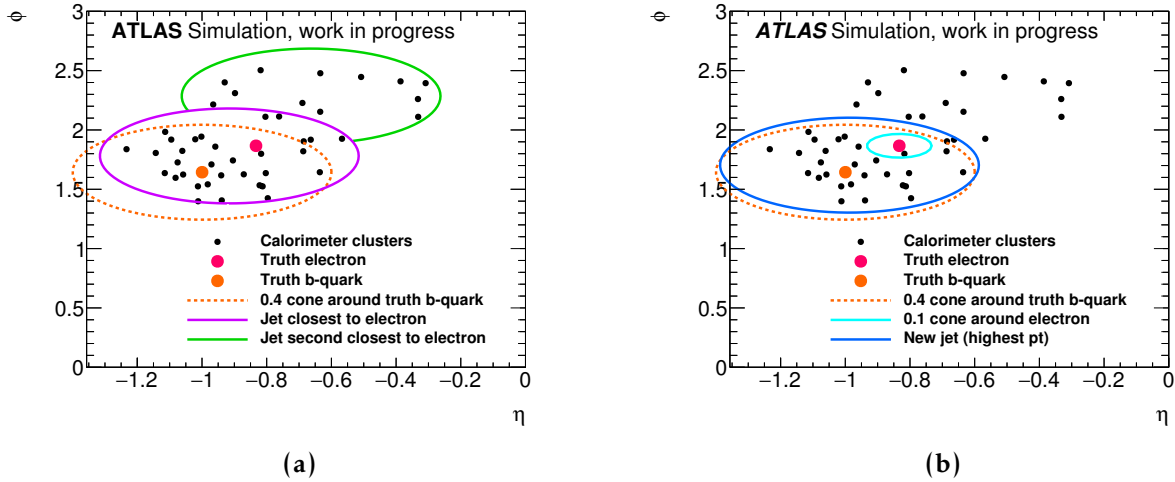 ATLAS Simulation, work in progress
ϕ
3
2.5
2
1.5
1
0.5
0
−1.2 −1 −0.8 −0.6 −0.4 −0.2 0
η
Calorimeter clusters
Truth electron
Truth b-quark
0.4 cone around truth b-quark
Jet closest to electron
Jet second closest to electron
(a)
ATLAS Simulation, work in progress
ϕ
3
2.5
2
1.5
1
0.5
0
−1.2 −1 −0.8 −0.6 −0.4 −0.2 0
η
Calorimeter clusters
Truth electron
Truth b-quark
0.4 cone around truth b-quark
0.1 cone around electron
New jet (highest pt)
(b)